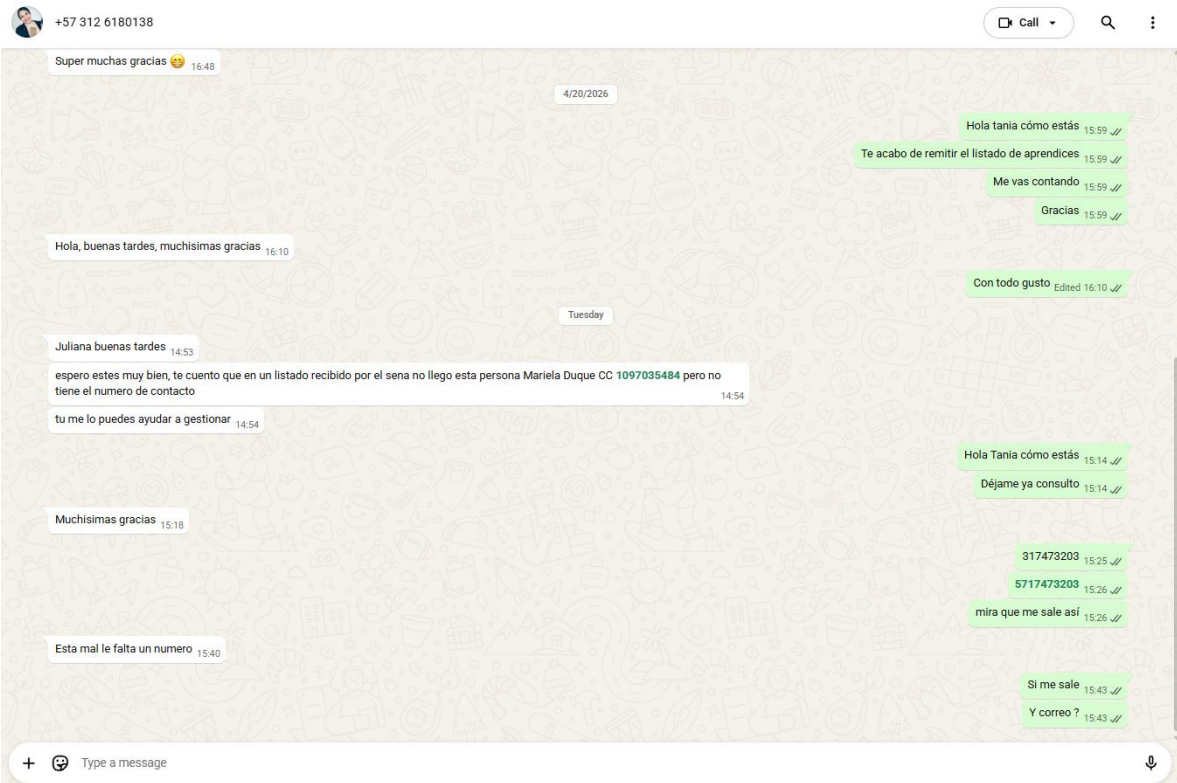 +57 312 6180138
Call
Super muchas gracias 😁 16:48
4/20/2026
Hola tania cómo estás 15:59
Te acabo de remitir el listado de aprendices 15:59
Me vas contando 15:59
Gracias 15:59
Hola, buenas tardes, muchisimas gracias 16:10
Con todo gusto Edited 16:10
Tuesday
Juliana buenas tardes 14:53
espero estes muy bien, te cuento que en un listado recibido por el sena no llego esta persona Mariela Duque CC 1097035484 pero no
tiene el numero de contacto 14:54
tu me lo puedes ayudar a gestionar 14:54
Hola Tania cómo estás 15:14
Déjame ya consulto 15:14
Muchisimas gracias 15:18
317473203 15:25
5717473203 15:26
mira que me sale así 15:26
Esta mal le falta un numero 15:40
Si me sale 15:43
Y correo ? 15:43
Type a message